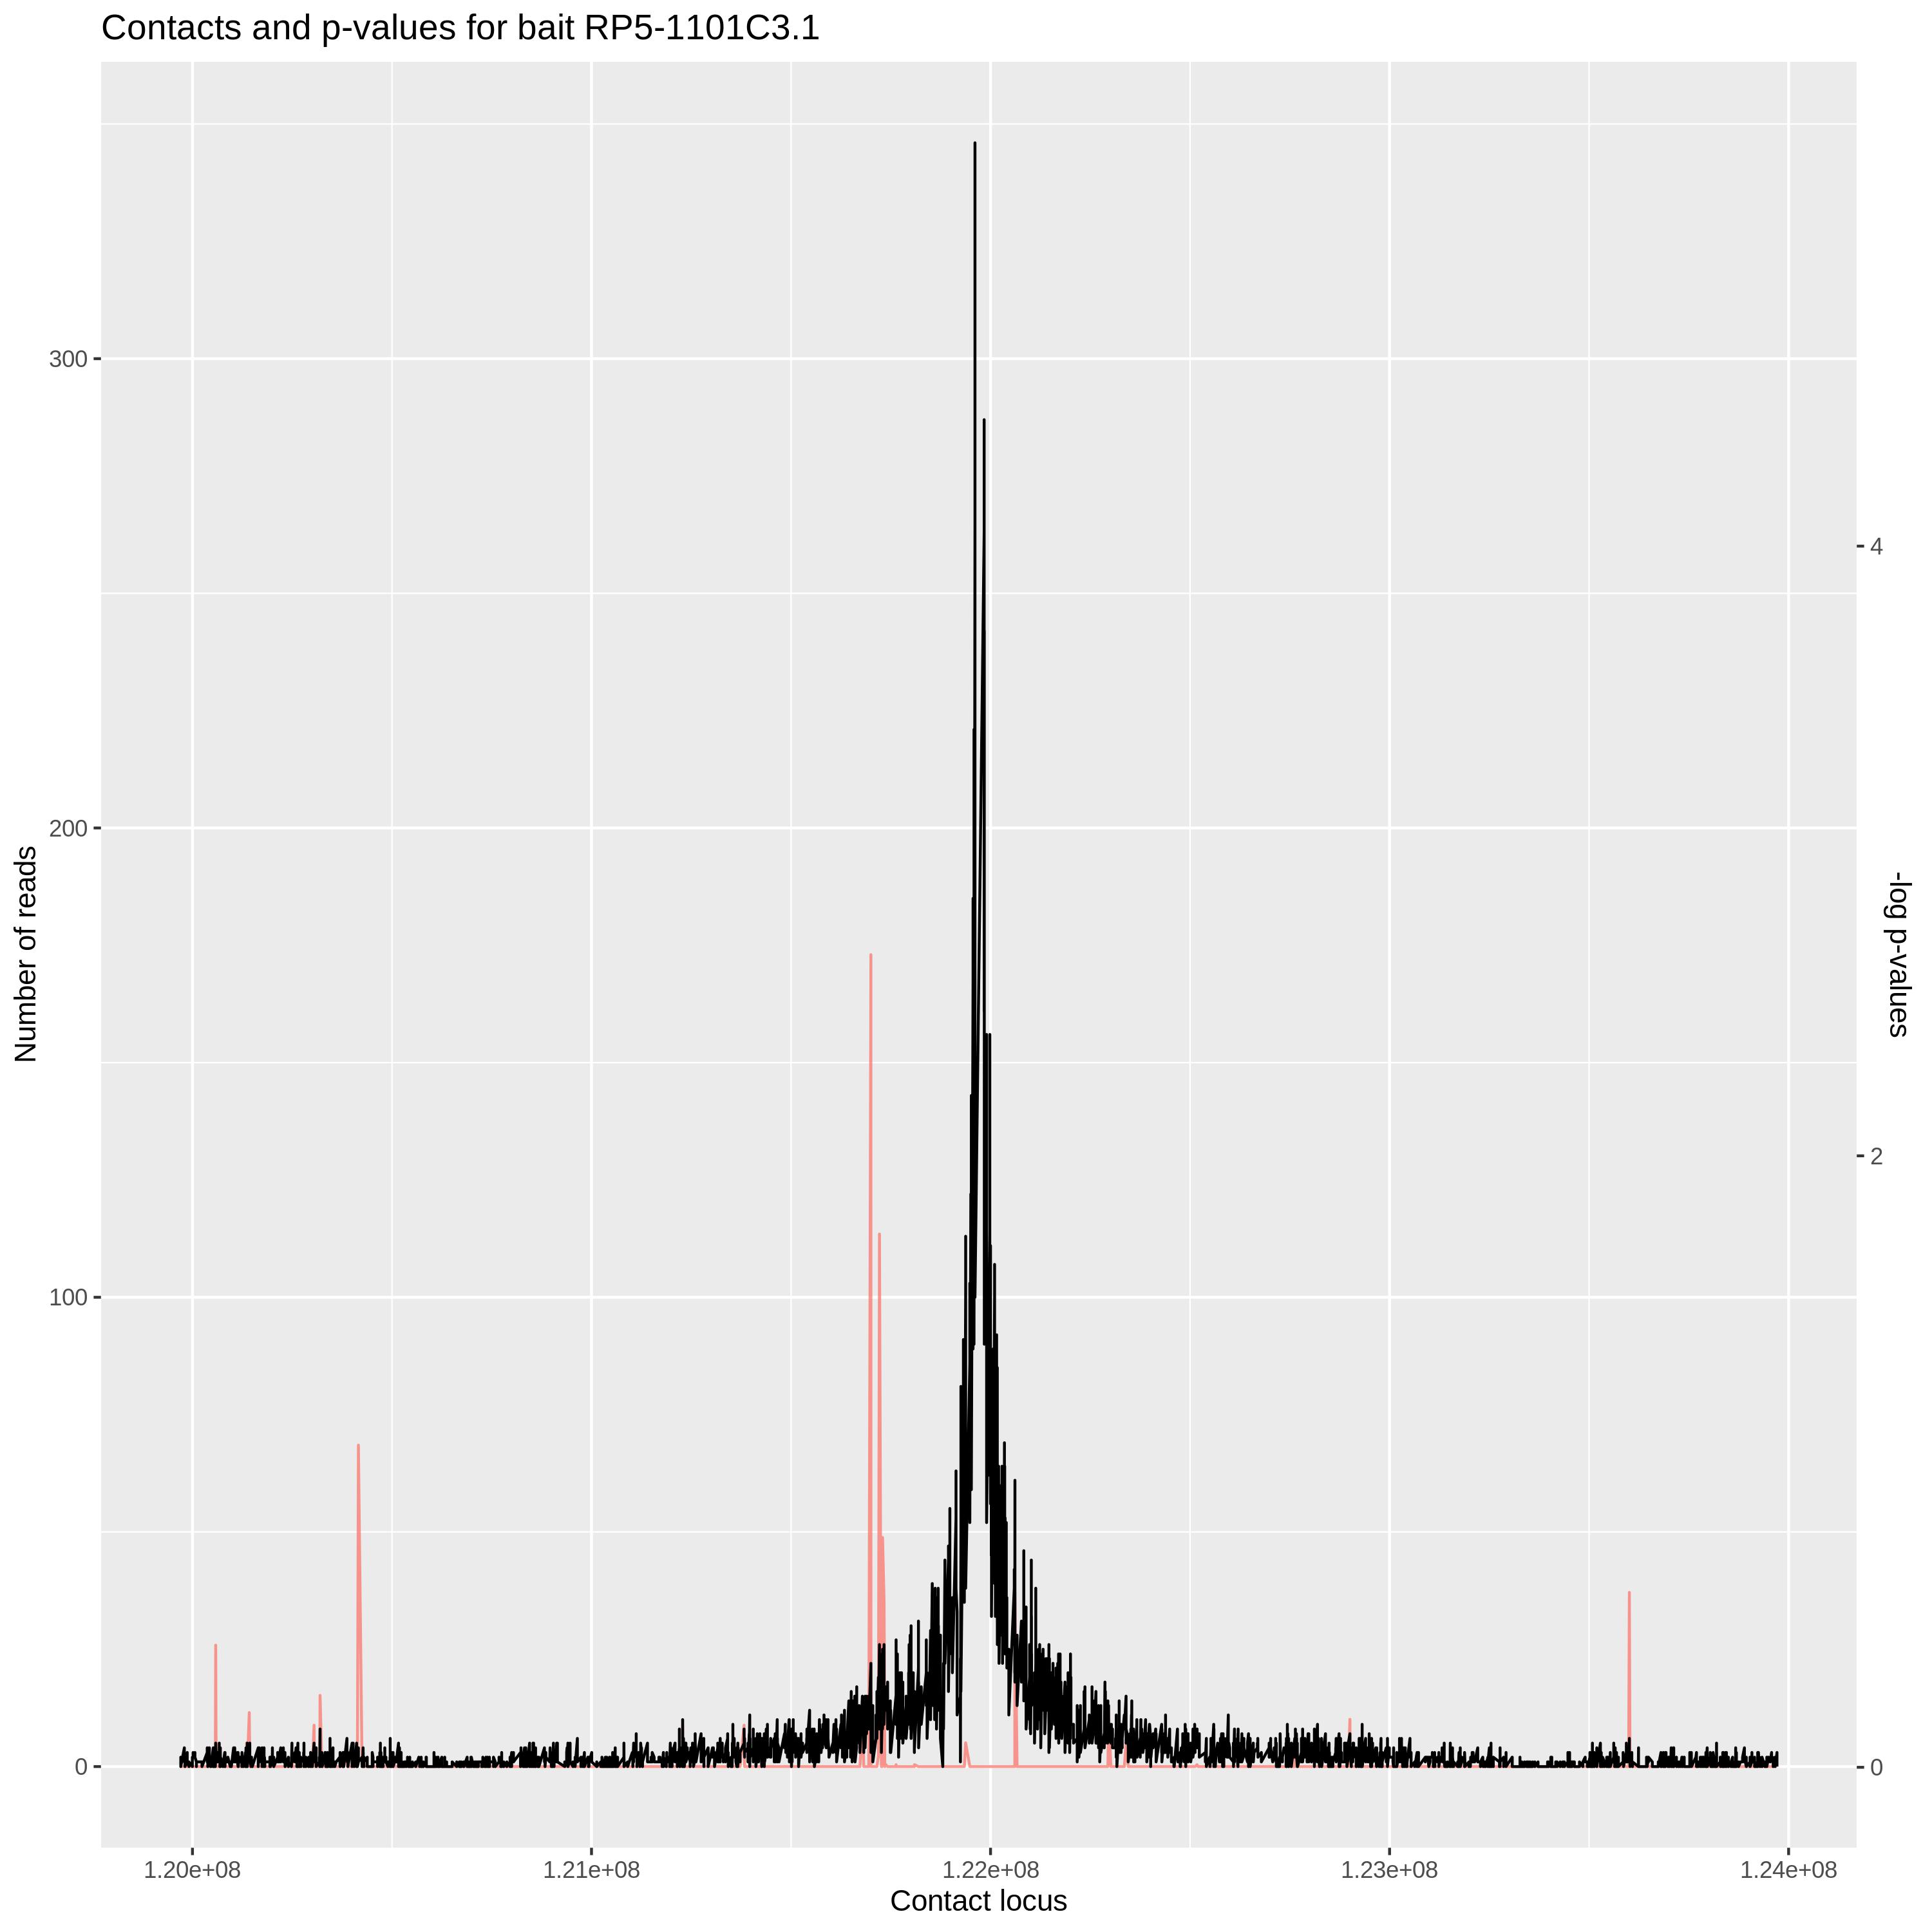 Contacts and p-values for bait RP5-1101C3.1
300
200
100
0
Number of reads
4
2
0
-log p-values
1.20e+08
1.21e+08
1.22e+08
1.23e+08
1.24e+08
Contact locus